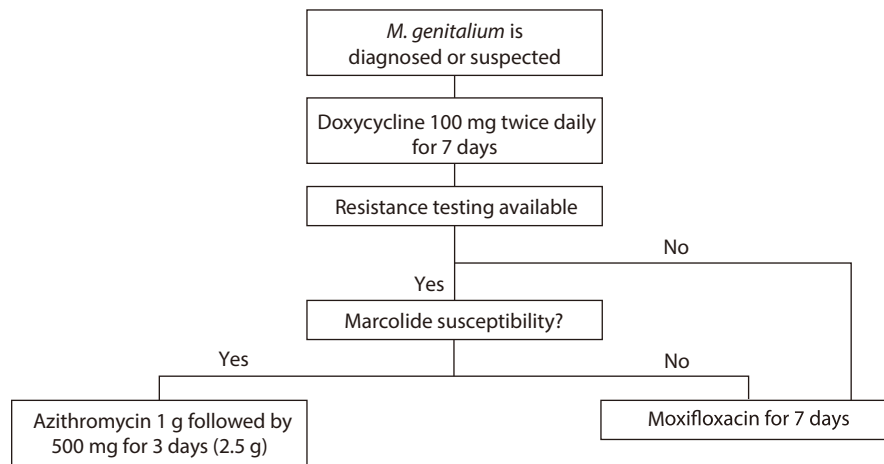 M. genitalium is
diagnosed or suspected
Doxycycline 100 mg twice daily
for 7 days
Resistance testing available
No
Yes
Marcolide susceptibility?
Yes
No
Azithromycin 1 g followed by
500 mg for 3 days (2.5 g)
Moxifloxacin for 7 days